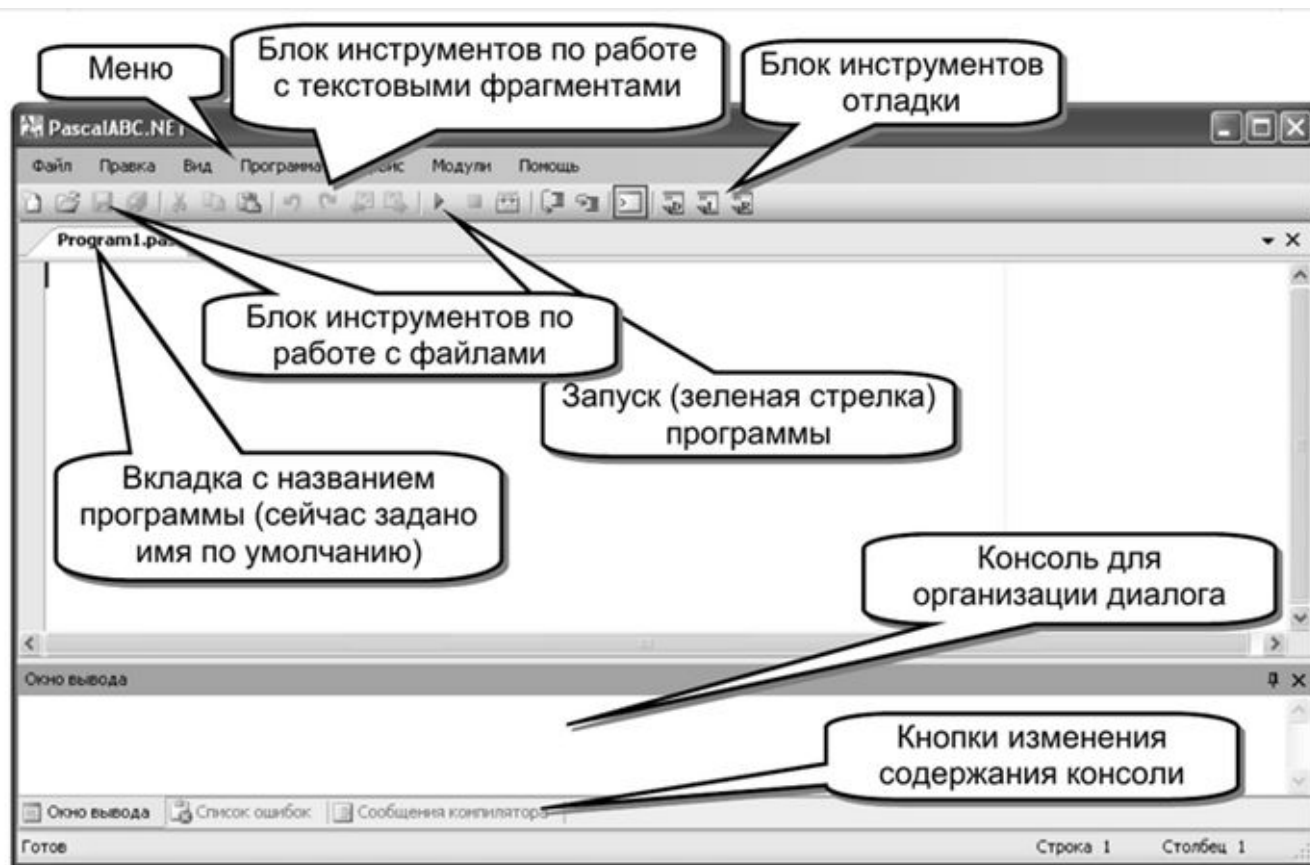 Меню
Блок инструментов по работе
с текстовыми фрагментами
Блок инструментов
отладки
PascalABC.NET
Файл Правка Вид Программа Модули Помощь
Program1.pas
Блок инструментов по
работе с файлами
Запуск (зеленая стрелка)
программы
Вкладка с названием
программы (сейчас задано
имя по умолчанию)
Консоль для
организации диалога
Окно вывода
Кнопки изменения
содержания консоли
Окно вывода Список ошибок Сообщения компилятора
Готов Строка 1 Столбец 1